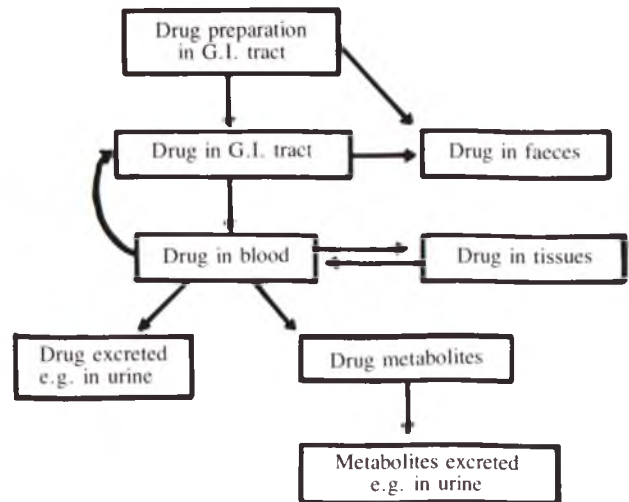 Drug preparation
in G.I. tract
Drug in G.I. tract
Drug in faeces
Drug in blood
Drug in tissues
Drug excreted
e.g. in urine
Drug metabolites
Metabolites excreted
e.g. in urine